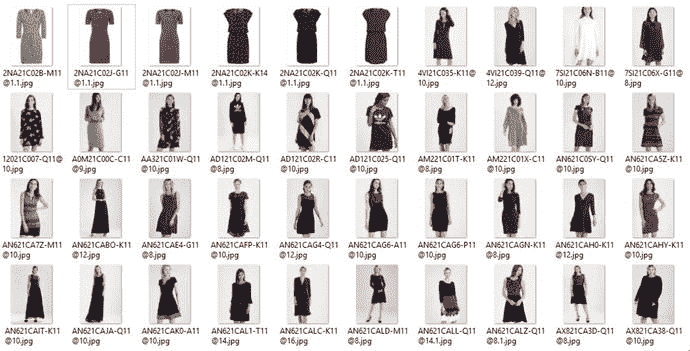 2NA21C02B-M11
@1.1.jpg
2NA21C02J-G11
@1.1.jpg
2NA21C02J-M11
@1.1.jpg
2NA21C02K-K14
@1.1.jpg
2NA21C02K-Q11
@1.1.jpg
2NA21C02K-T11
@1.1.jpg
4VI21C035-K11@
10.jpg
4VI21C039-Q11@
12.jpg
7SI21C06N-B11@
10.jpg
7SI21C06X-G11@
8.jpg
12021C007-Q11@
10.jpg
A0M21C00C-C11
@9.jpg
AA321C01W-Q11
@10.jpg
AD121C02M-Q11
@8.jpg
AD121C02R-C11
@10.jpg
AD121C025-Q11
@10.jpg
AM221C01T-K11
@8.jpg
AM221C01X-C11
@10.jpg
AN621C0SY-Q11
@10.jpg
AN621CA5Z-K11
@10.jpg
AN621CA7Z-M11
@10.jpg
AN621CABO-K11
@12.jpg
AN621CAE4-G11
@8.jpg
AN621CAFP-K11
@10.jpg
AN621CAG4-Q11
@12.jpg
AN621CAG6-A11
@10.jpg
AN621CAG6-P11
@10.jpg
AN621CAGN-K11
@8.jpg
AN621CAH0-K11
@12.jpg
AN621CAHY-K11
@10.jpg
AN621CAIT-K11
@10.jpg
AN621CAJA-Q11
@10.jpg
AN621CAK0-A11
@10.jpg
AN621CAL1-T11
@14.jpg
AN621CALC-K11
@16.jpg
AN621CALD-M11
@8.jpg
AN621CALL-Q11
@14.1.jpg
AN621CALZ-Q11
@8.1.jpg
AX821CA3D-Q11
@8.jpg
AX821CA38-Q11
@10.jpg